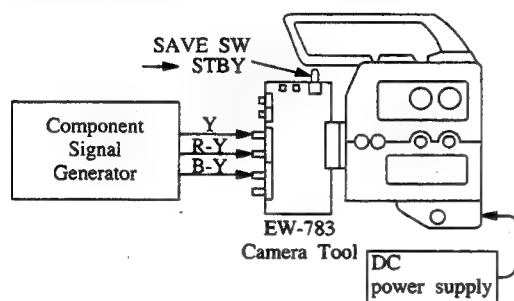 SAVE SW
→ STBY
Component
Signal
Generator
Y
R-Y
B-Y
EW-783
Camera Tool
DC
power supply